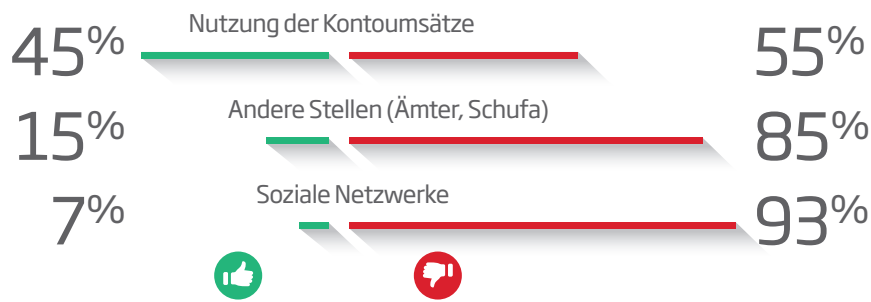 Nutzung der Kontoumsätze
45% 55%
Andere Stellen (Ämter, Schufa)
15% 85%
Soziale Netzwerke
7% 93%